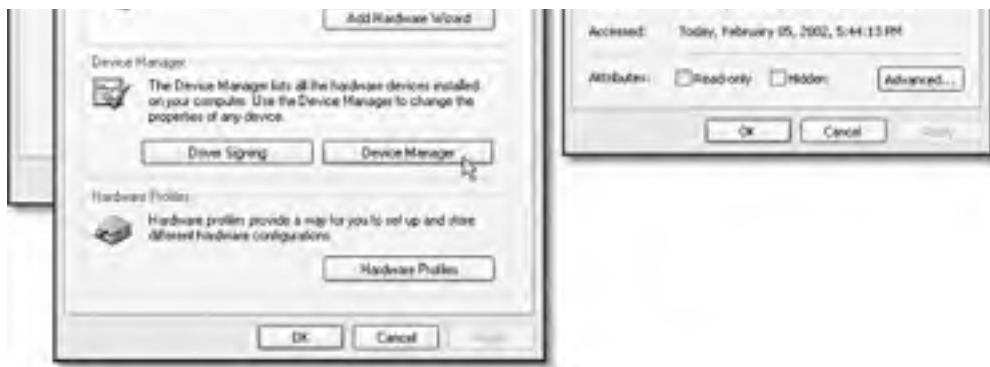 Add Hardware Wizard
Device Manager
The Device Manager lists all the hardware devices installed
on your computer. Use the Device Manager to change the
properties of any device.
Driver Signing
Device Manager
Hardware Profiles
Hardware profiles provide a way for you to set up and store
different hardware configurations.
Hardware Profiles
OK
Cancel
Apply
Accessed: Today, February 05, 2002, 5:44:13 PM
Attributes: Read-only Hidden Advanced...
OK
Cancel
Apply